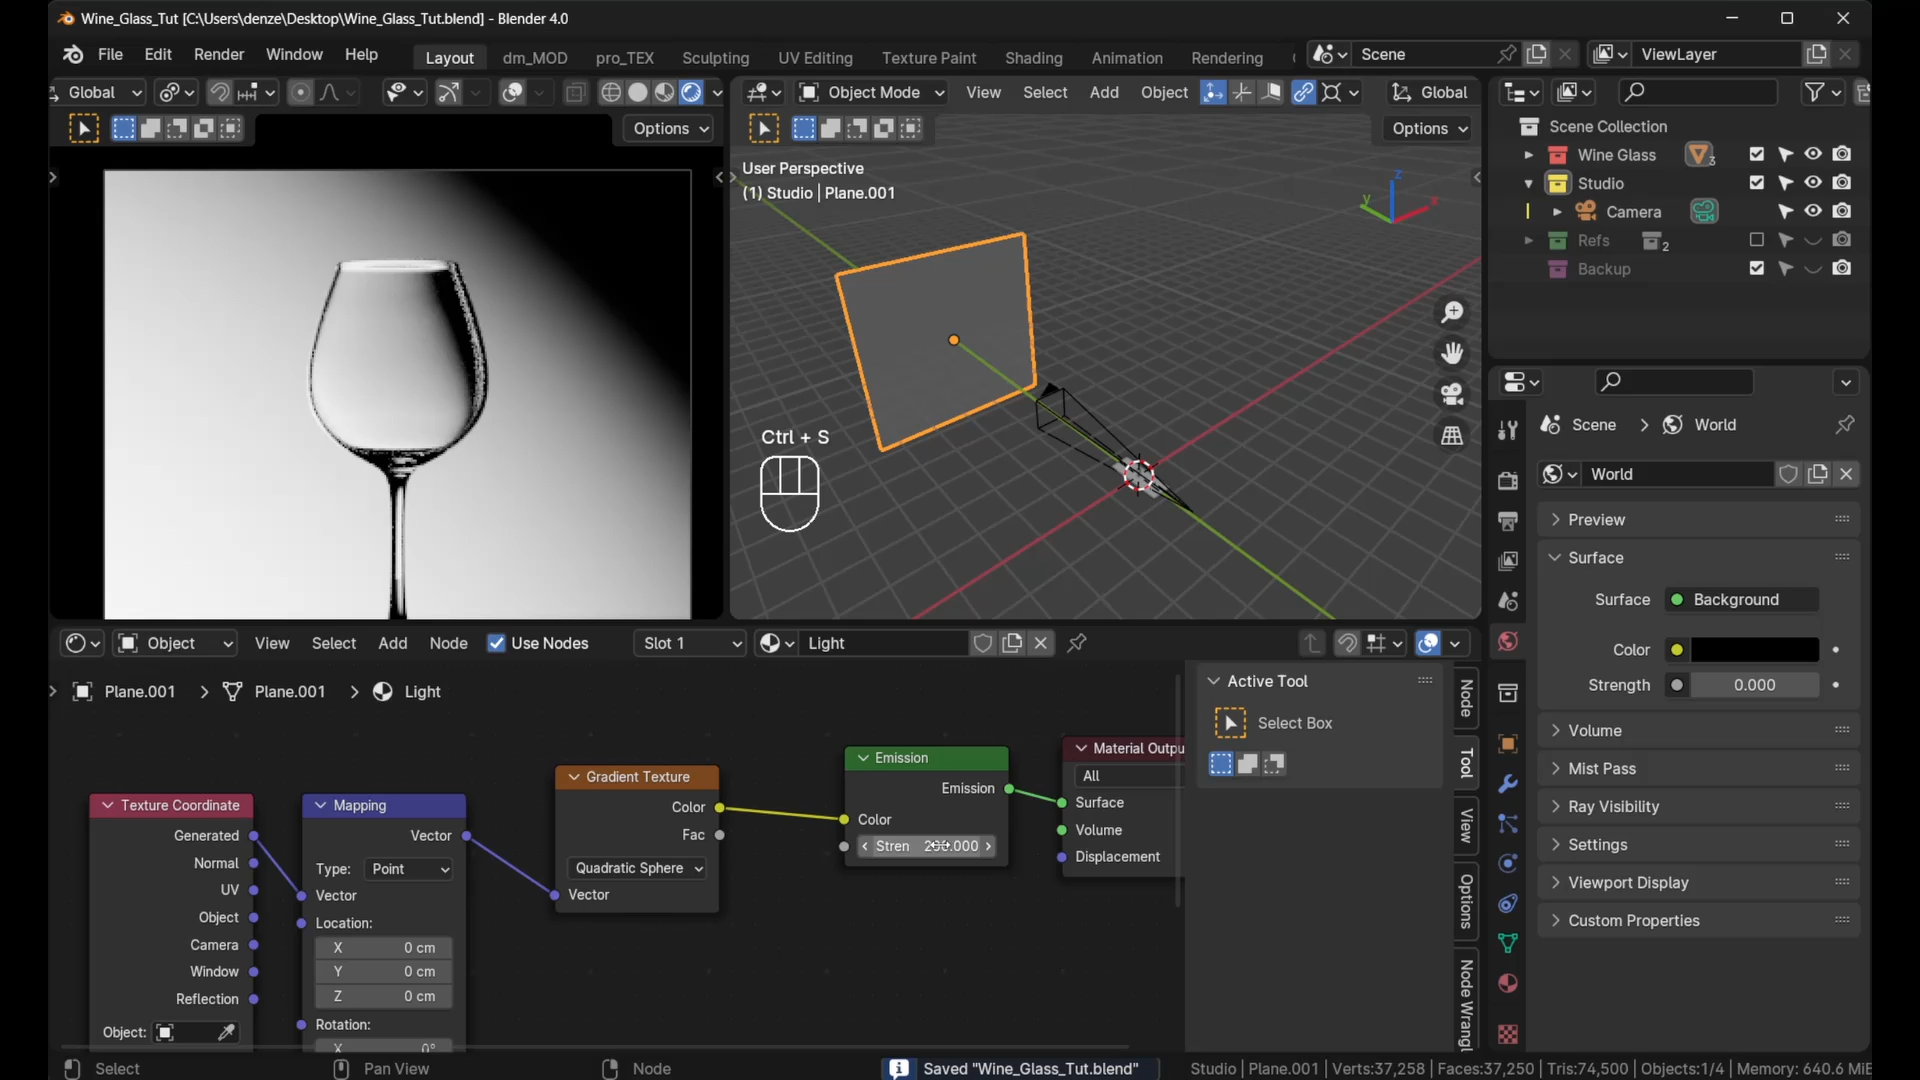 Wine_Glass_Tut [C:\Users\denze\Desktop\Wine_Glass_Tut.blend] - Blender 4.0
File Edit Render Window Help
Layout dm_MOD pro_TEX Sculpting UV Editing Texture Paint Shading Animation Rendering
Scene
ViewLayer
Global
Options
Object Mode View Select Add Object
Global
Options
User Perspective
(1) Studio | Plane.001
Z
y
x
Ctrl + S
Scene Collection
Wine Glass 3
Studio
Camera
Refs 2
Backup
Scene > World
World
Preview
Surface
Surface Background
Color
Strength 0.000
Volume
Mist Pass
Ray Visibility
Settings
Viewport Display
Custom Properties
Object View Select Add Node Use Nodes Slot 1 Light
Plane.001 > Plane.001 > Light
Texture Coordinate
Generated
Normal
UV
Object
Camera
Window
Reflection
Object:
Mapping
Vector
Type: Point
Vector
Location:
X 0 cm
Y 0 cm
Z 0 cm
Rotation:
X 0°
Gradient Texture
Color
Fac
Quadratic Sphere
Vector
Emission
Emission
Color
Stren
Material Outpu
All
Surface
Volume
Displacement
Active Tool
Select Box
Node
Tool
View
Options
Node Wrangl
Select
Pan View
Node
Saved "Wine_Glass_Tut.blend"
Studio | Plane.001 | Verts:37,258 | Faces:37,250 | Tris:74,500 | Objects:1/4 | Memory: 640.6 MiE